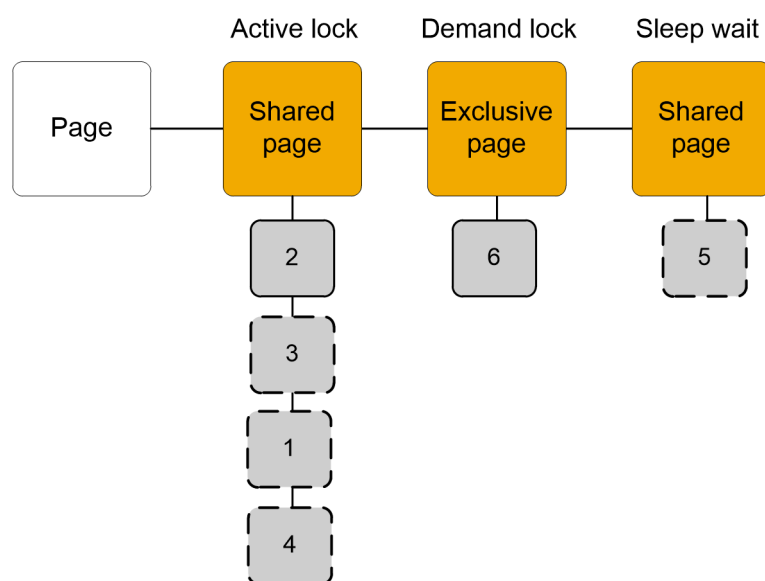 Active lock
Demand lock
Sleep wait
Page
Shared
page
Exclusive
page
Shared
page
2
6
5
3
1
4